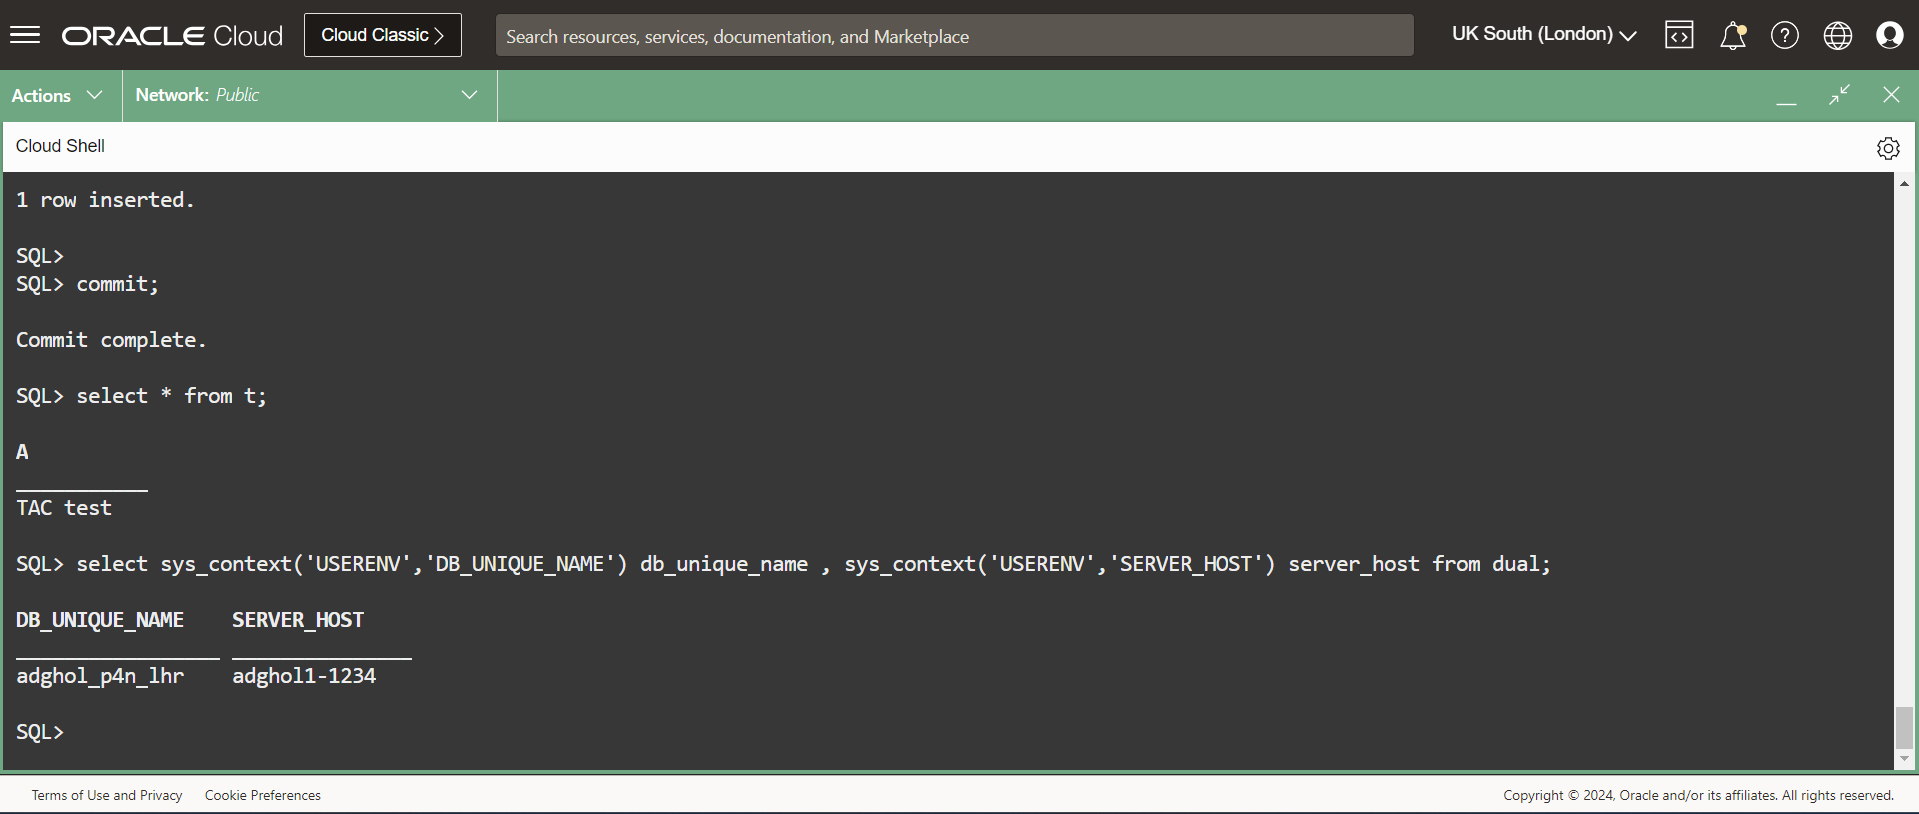 ORACLE Cloud
Cloud Classic >
Search resources, services, documentation, and Marketplace
UK South (London)
Actions
Network: Public
Cloud Shell
1 row inserted.
SQL>
SQL> commit;
Commit complete.
SQL> select * from t;
A
___________
TAC test
SQL> select sys_context('USERENV','DB_UNIQUE_NAME') db_unique_name , sys_context('USERENV','SERVER_HOST') server_host from dual;
DB_UNIQUE_NAME    SERVER_HOST
_________________ _______________
adghol_p4n_lhr    adghol1-1234
SQL>
Terms of Use and Privacy
Cookie Preferences
Copyright © 2024, Oracle and/or its affiliates. All rights reserved.